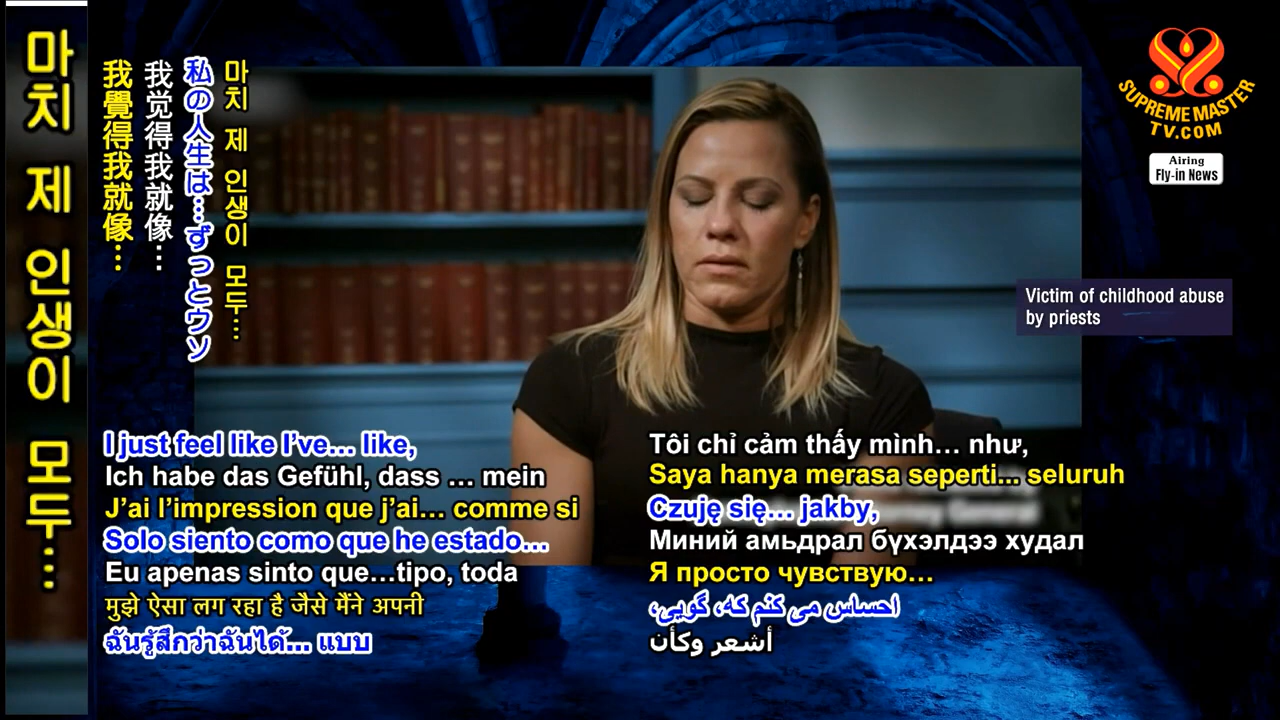 마치 제 인생이 모두…
我覺得我就像…
我觉得我就像…
私の人生は…ずっとウソ
마치 제 인생이 모두…
SUPREME MASTER
TV.COM
Airing
Fly-in News
Victim of childhood abuse
by priests
I just feel like I've… like,
Ich habe das Gefühl, dass … mein
J'ai l'impression que j'ai… comme si
Solo siento como que he estado…
Eu apenas sinto que…tipo, toda
मुझे ऐसा लग रहा है जैसे मैंने अपनी
ฉันรู้สึกว่าฉันได้… แบบ
Tôi chỉ cảm thấy mình… như,
Saya hanya merasa seperti... seluruh
Czuję się… jakby,
Миний амьдрал бүхэлдээ худал
Я просто чувствую…
احساس می کنم که، گویی،
أشعر وكأن